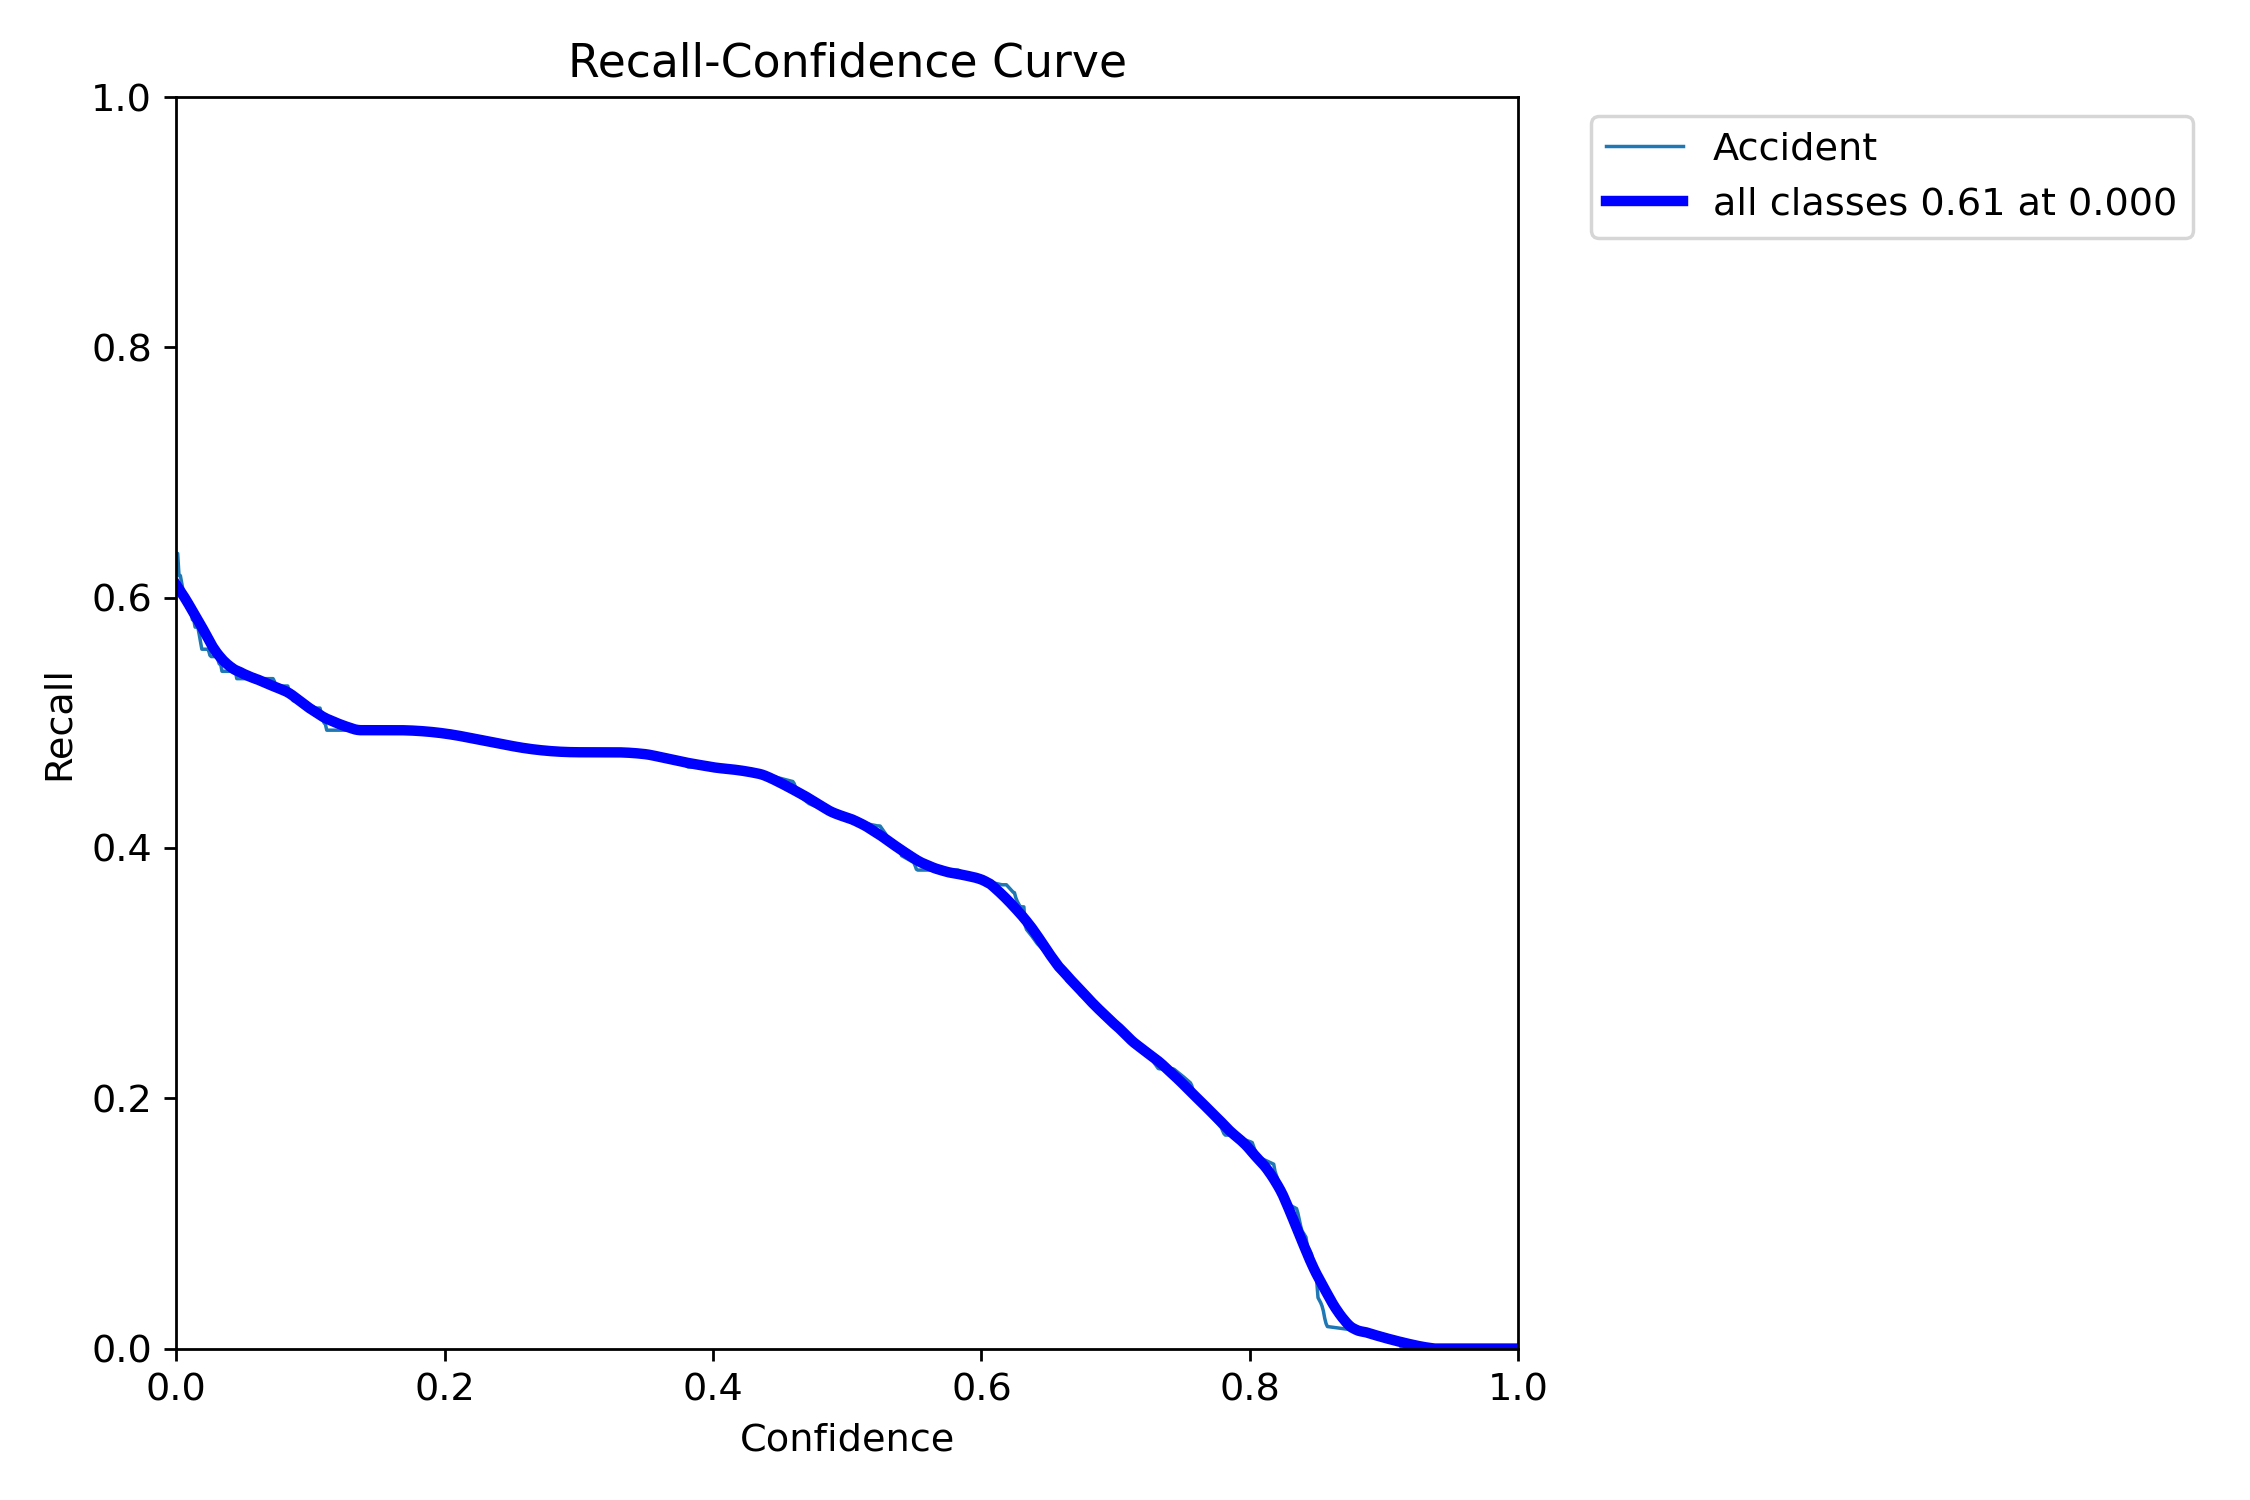 Recall-Confidence Curve
1.0
0.8
0.6
0.4
0.2
0.0
Recall
0.0 0.2 0.4 0.6 0.8 1.0
Confidence
Accident
all classes 0.61 at 0.000